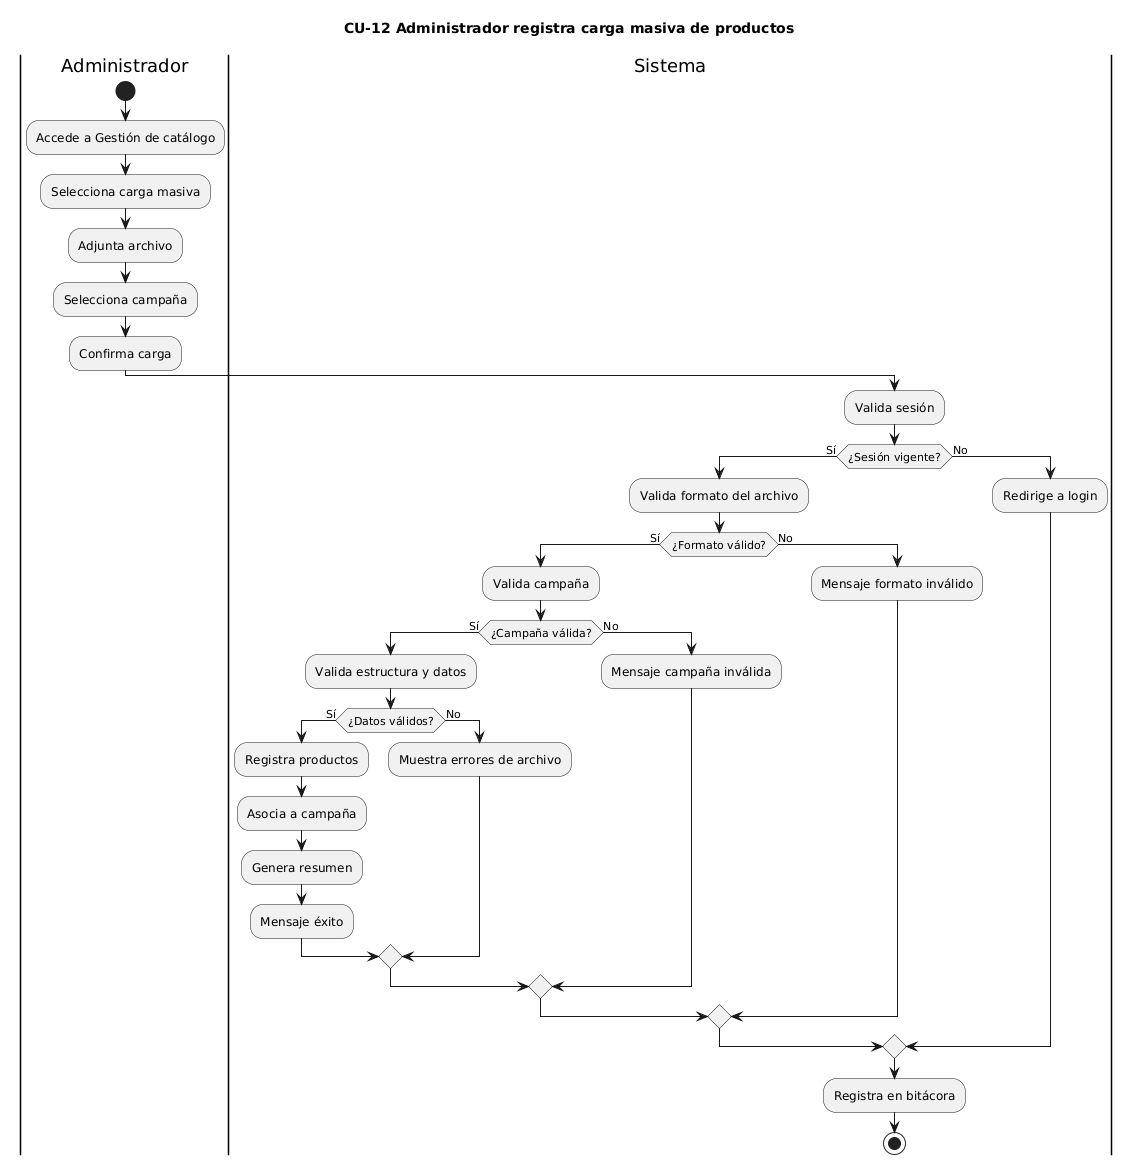 CU-12 Administrador registra carga masiva de productos
Administrador
Sistema
Accede a Gestión de catálogo
Selecciona carga masiva
Adjunta archivo
Selecciona campaña
Confirma carga
Valida sesión
¿Sesión vigente?
Sí
No
Valida formato del archivo
Redirige a login
¿Formato válido?
Sí
No
Valida campaña
Mensaje formato inválido
¿Campaña válida?
Sí
No
Valida estructura y datos
Mensaje campaña inválida
¿Datos válidos?
Sí
No
Registra productos
Muestra errores de archivo
Asocia a campaña
Genera resumen
Mensaje éxito
Registra en bitácora